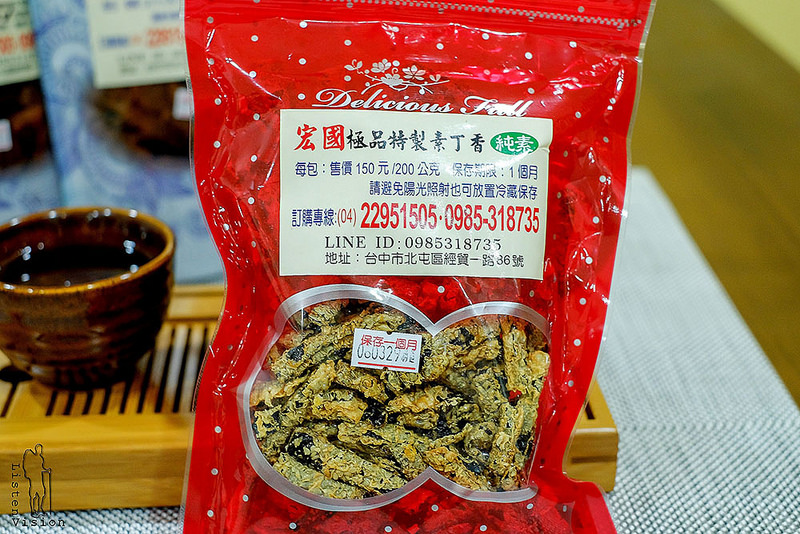 Delicious Full
宏國極品特製素丁香 純素
每包：售價150元/200公克 保存期限：1個月
請避免陽光照射也可放置冷藏保存
訂購專線:(04) 22951505·0985-318735
LINE ID:0985318735
地址：台中市北屯區經貿一路86號
保存一個月
Listen
Vision